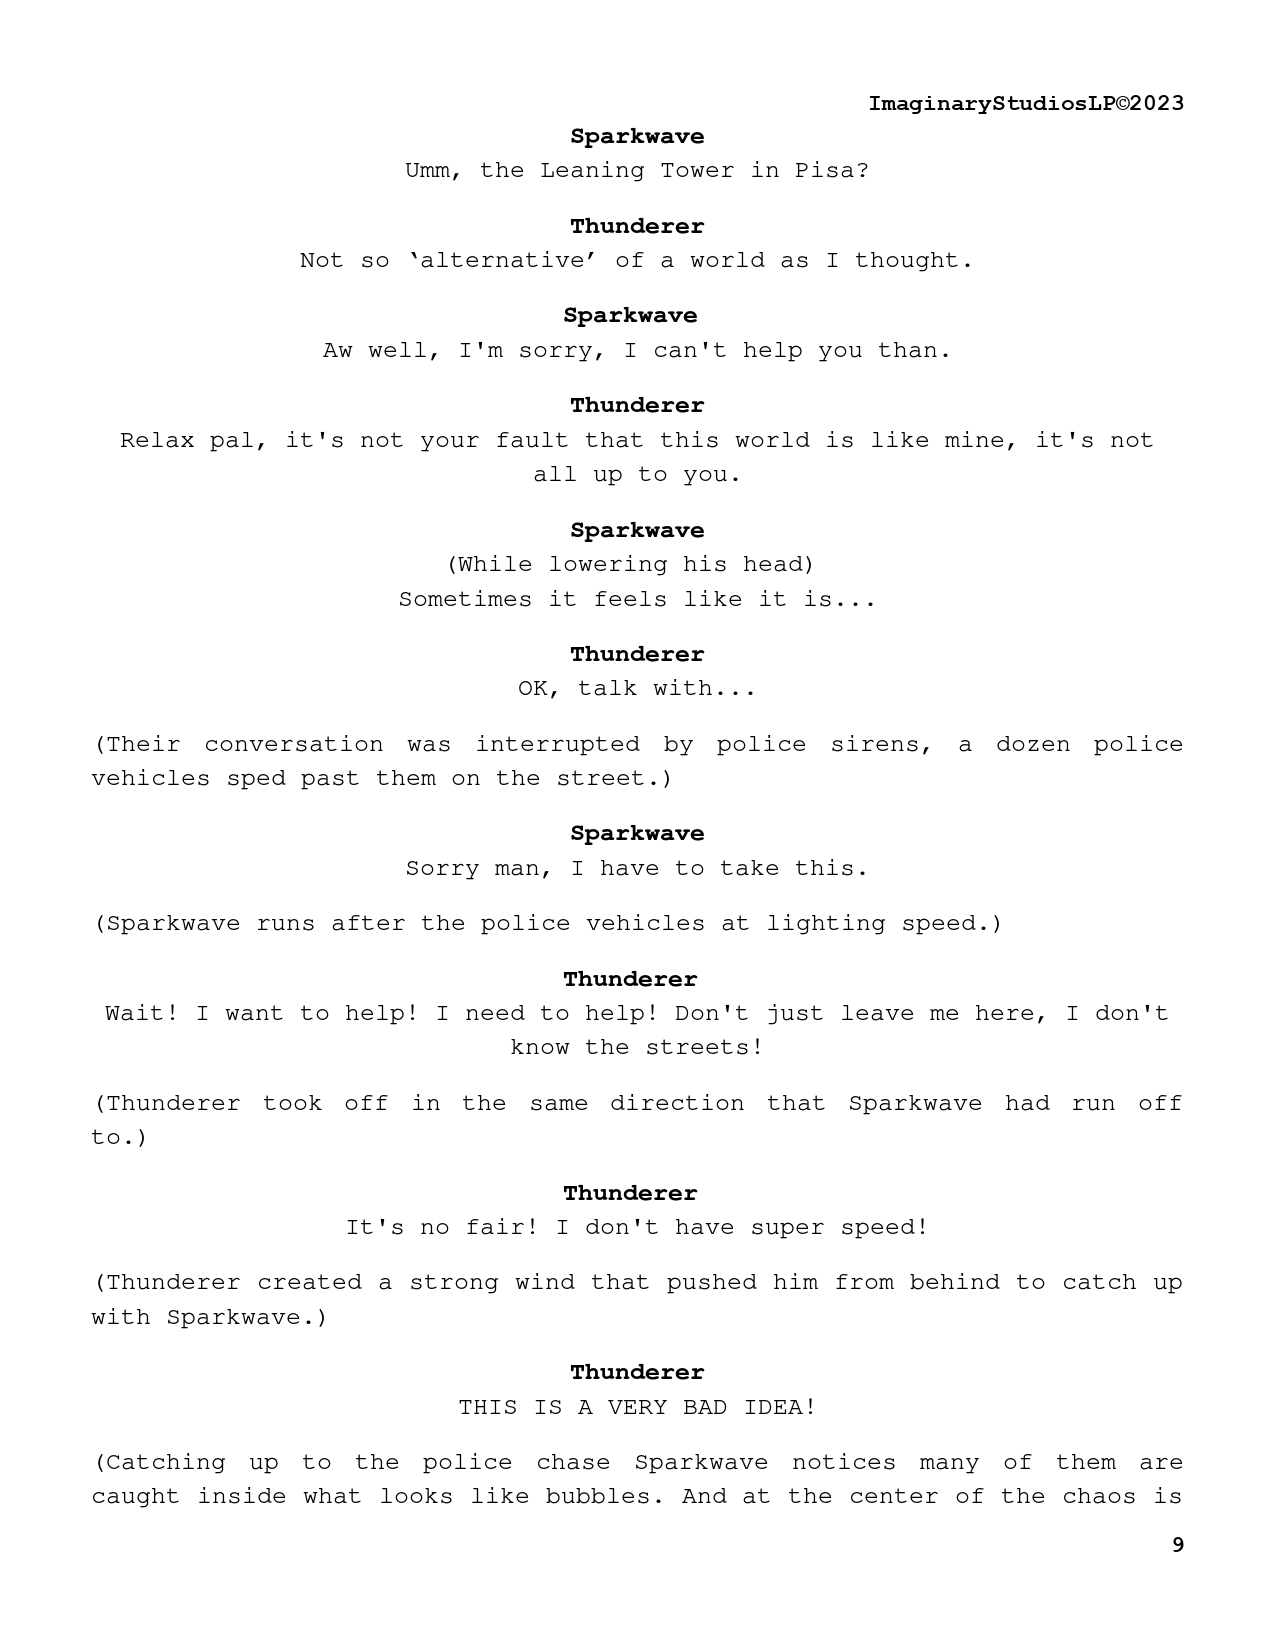 ImaginaryStudiosLP©2023
Sparkwave
Umm, the Leaning Tower in Pisa?
Thunderer
Not so ‘alternative’ of a world as I thought.
Sparkwave
Aw well, I'm sorry, I can't help you than.
Thunderer
Relax pal, it's not your fault that this world is like mine, it's not
all up to you.
Sparkwave
(While lowering his head)
Sometimes it feels like it is...
Thunderer
OK, talk with...
(Their conversation was interrupted by police sirens, a dozen police
vehicles sped past them on the street.)
Sparkwave
Sorry man, I have to take this.
(Sparkwave runs after the police vehicles at lighting speed.)
Thunderer
Wait! I want to help! I need to help! Don't just leave me here, I don't
know the streets!
(Thunderer took off in the same direction that Sparkwave had run off
to.)
Thunderer
It's no fair! I don't have super speed!
(Thunderer created a strong wind that pushed him from behind to catch up
with Sparkwave.)
Thunderer
THIS IS A VERY BAD IDEA!
(Catching up to the police chase Sparkwave notices many of them are
caught inside what looks like bubbles. And at the center of the chaos is
9